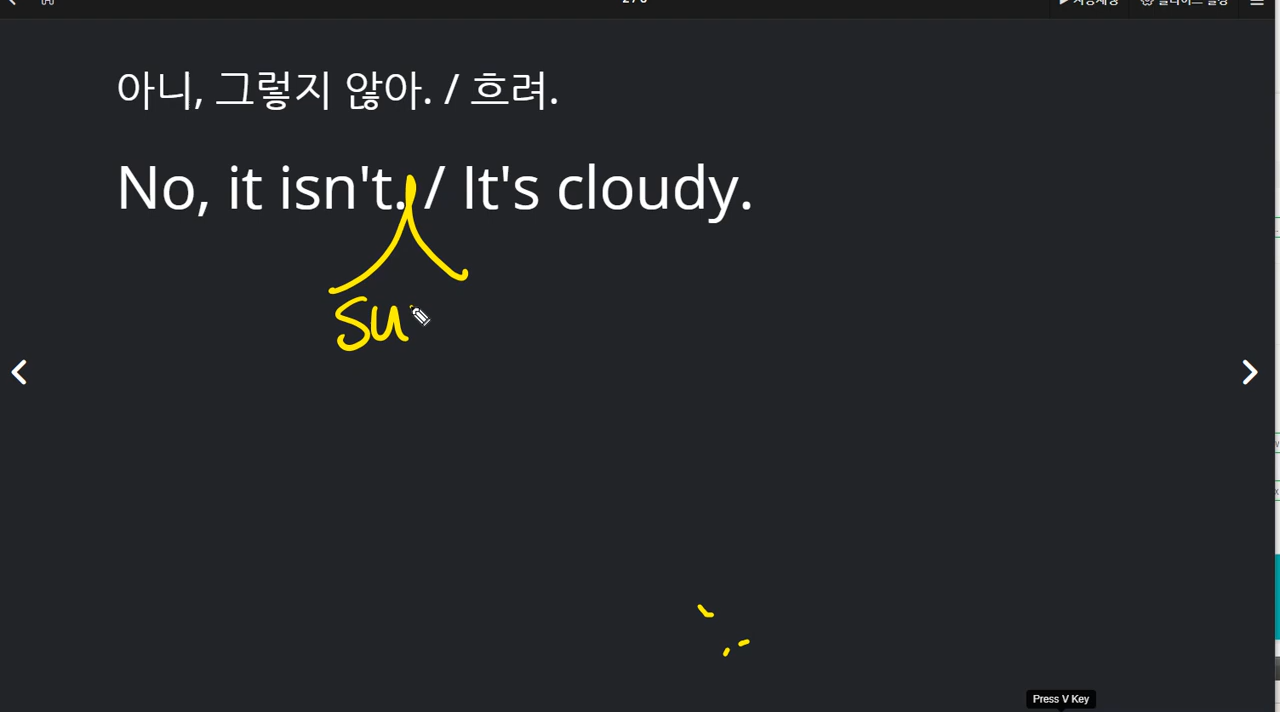 아니, 그렇지 않아. / 흐려.
No, it isn't. / It's cloudy.
su
Press V Key